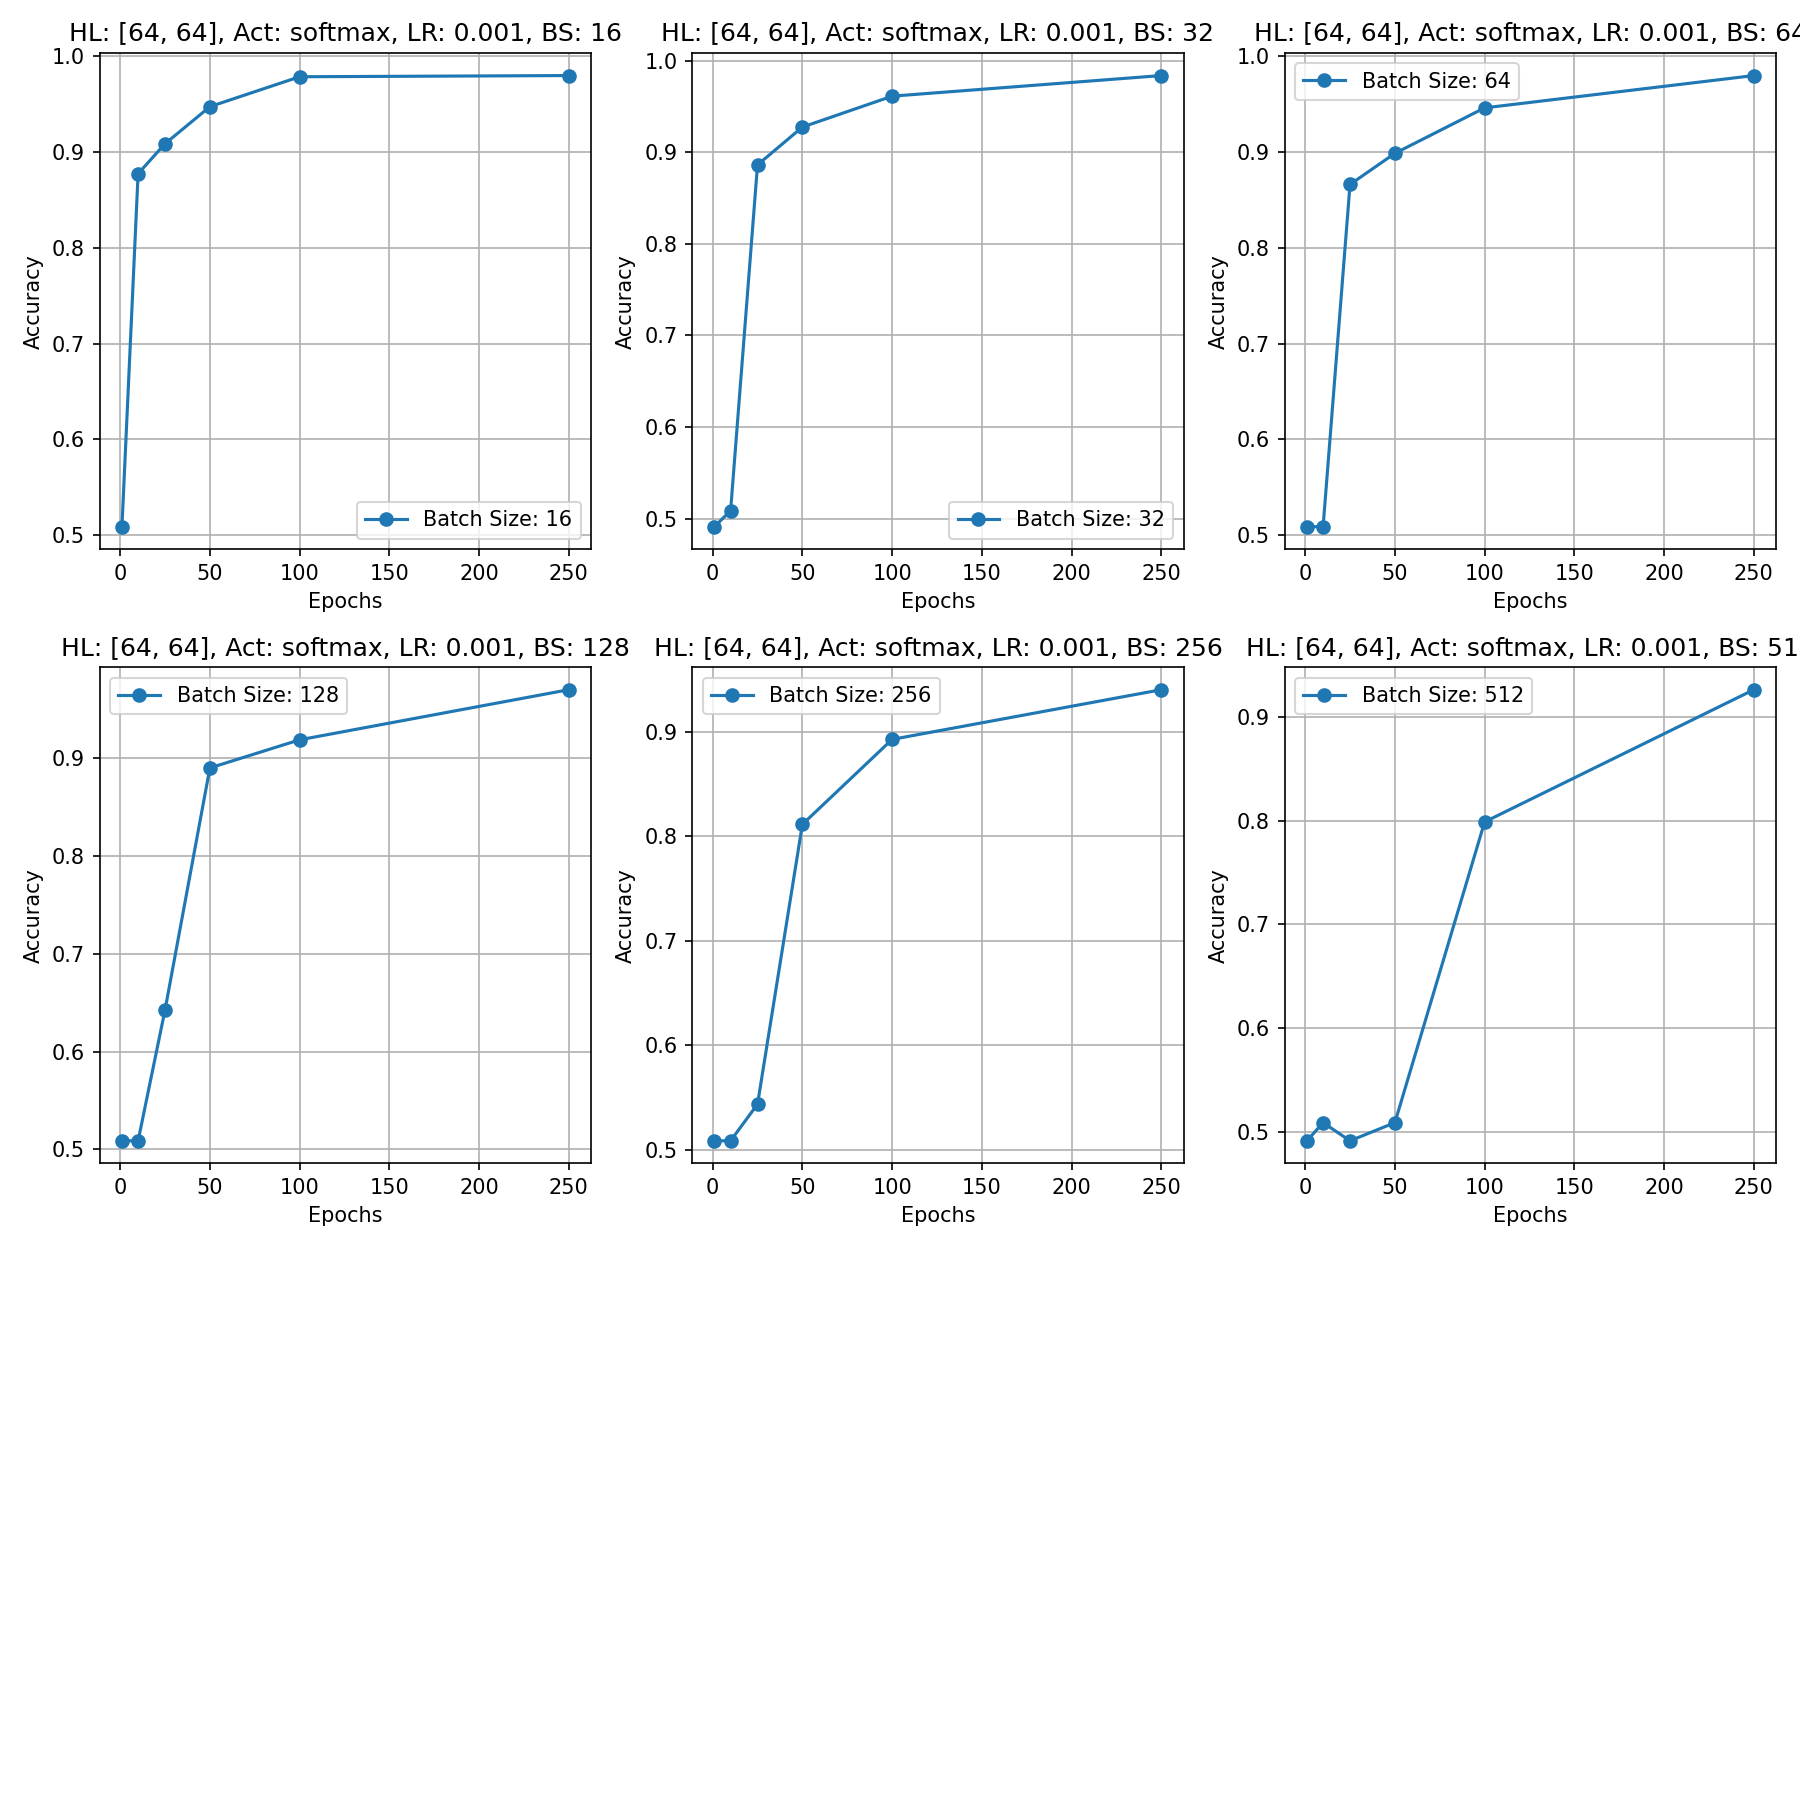 HL: [64, 64], Act: softmax, LR: 0.001, BS: 16
1.0
0.9
0.8
0.7
0.6
0.5
Accuracy
Batch Size: 16
0 50 100 150 200 250
Epochs
HL: [64, 64], Act: softmax, LR: 0.001, BS: 32
1.0
0.9
0.8
0.7
0.6
0.5
Accuracy
Batch Size: 32
0 50 100 150 200 250
Epochs
HL: [64, 64], Act: softmax, LR: 0.001, BS: 64
1.0
0.9
0.8
0.7
0.6
0.5
Accuracy
Batch Size: 64
0 50 100 150 200 250
Epochs
HL: [64, 64], Act: softmax, LR: 0.001, BS: 128
0.9
0.8
0.7
0.6
0.5
Accuracy
Batch Size: 128
0 50 100 150 200 250
Epochs
HL: [64, 64], Act: softmax, LR: 0.001, BS: 256
0.9
0.8
0.7
0.6
0.5
Accuracy
Batch Size: 256
0 50 100 150 200 250
Epochs
HL: [64, 64], Act: softmax, LR: 0.001, BS: 51
0.9
0.8
0.7
0.6
0.5
Accuracy
Batch Size: 512
0 50 100 150 200 250
Epochs